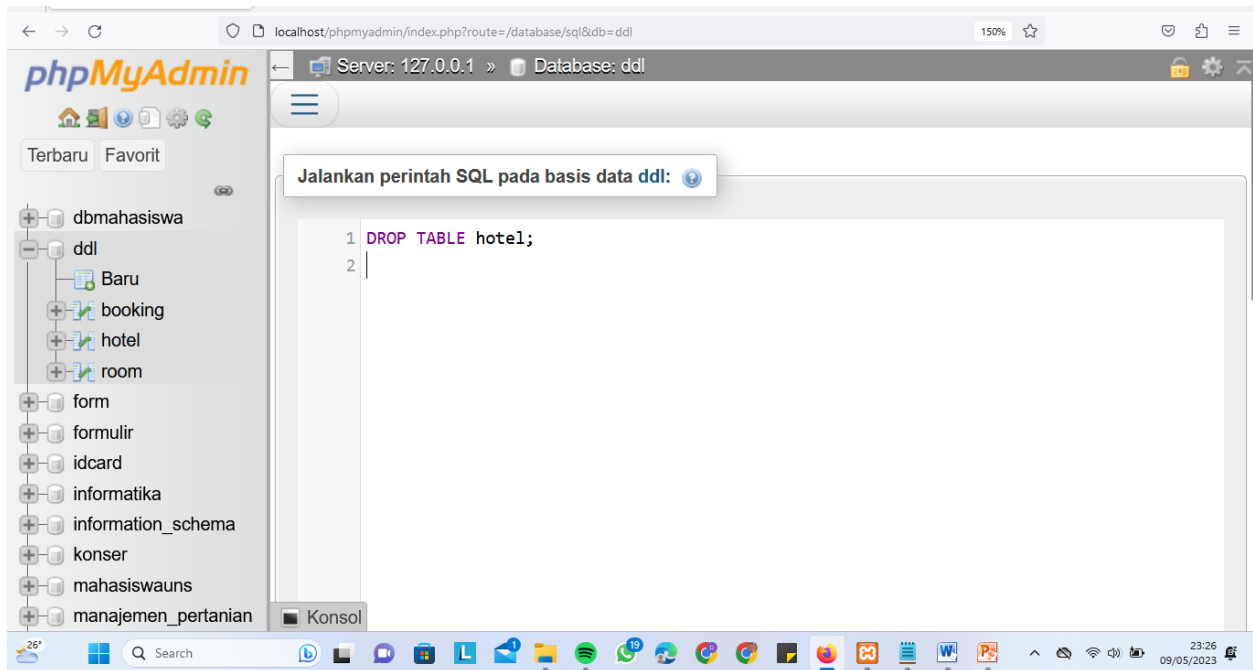 localhost/phpmyadmin/index.php?route=/database/sql&db=ddl
150%
phpMyAdmin
Server: 127.0.0.1 » Database: ddl
Terbaru Favorit
Jalankan perintah SQL pada basis data ddl:
dbmahasiswa
ddl
Baru
booking
hotel
room
form
formulir
idcard
informatika
information_schema
konser
mahasiswauns
manajemen_pertanian
1 DROP TABLE hotel;
2
Konsol
26°
Search
1
19
23:26
09/05/2023